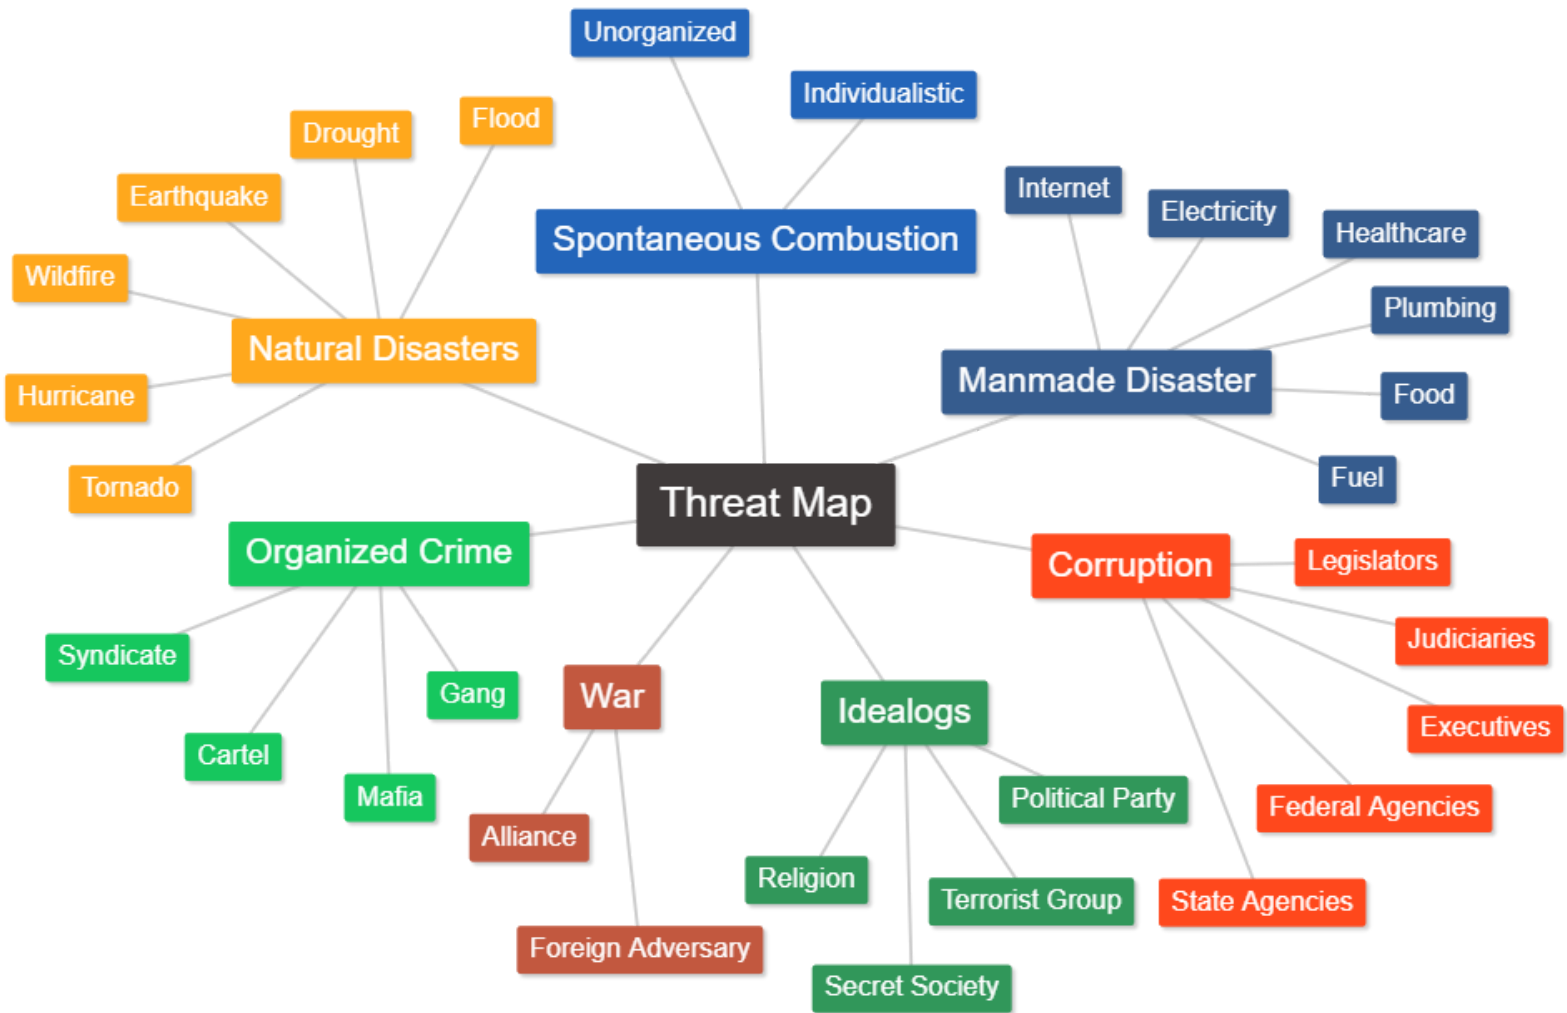 Unorganized
Individualistic
Spontaneous Combustion
Flood
Drought
Earthquake
Wildfire
Hurricane
Tornado
Natural Disasters
Internet
Electricity
Healthcare
Plumbing
Food
Fuel
Manmade Disaster
Threat Map
Organized Crime
Syndicate
Cartel
Mafia
Gang
War
Alliance
Foreign Adversary
Idealogs
Political Party
Religion
Terrorist Group
Secret Society
Corruption
Legislators
Judiciaries
Executives
Federal Agencies
State Agencies